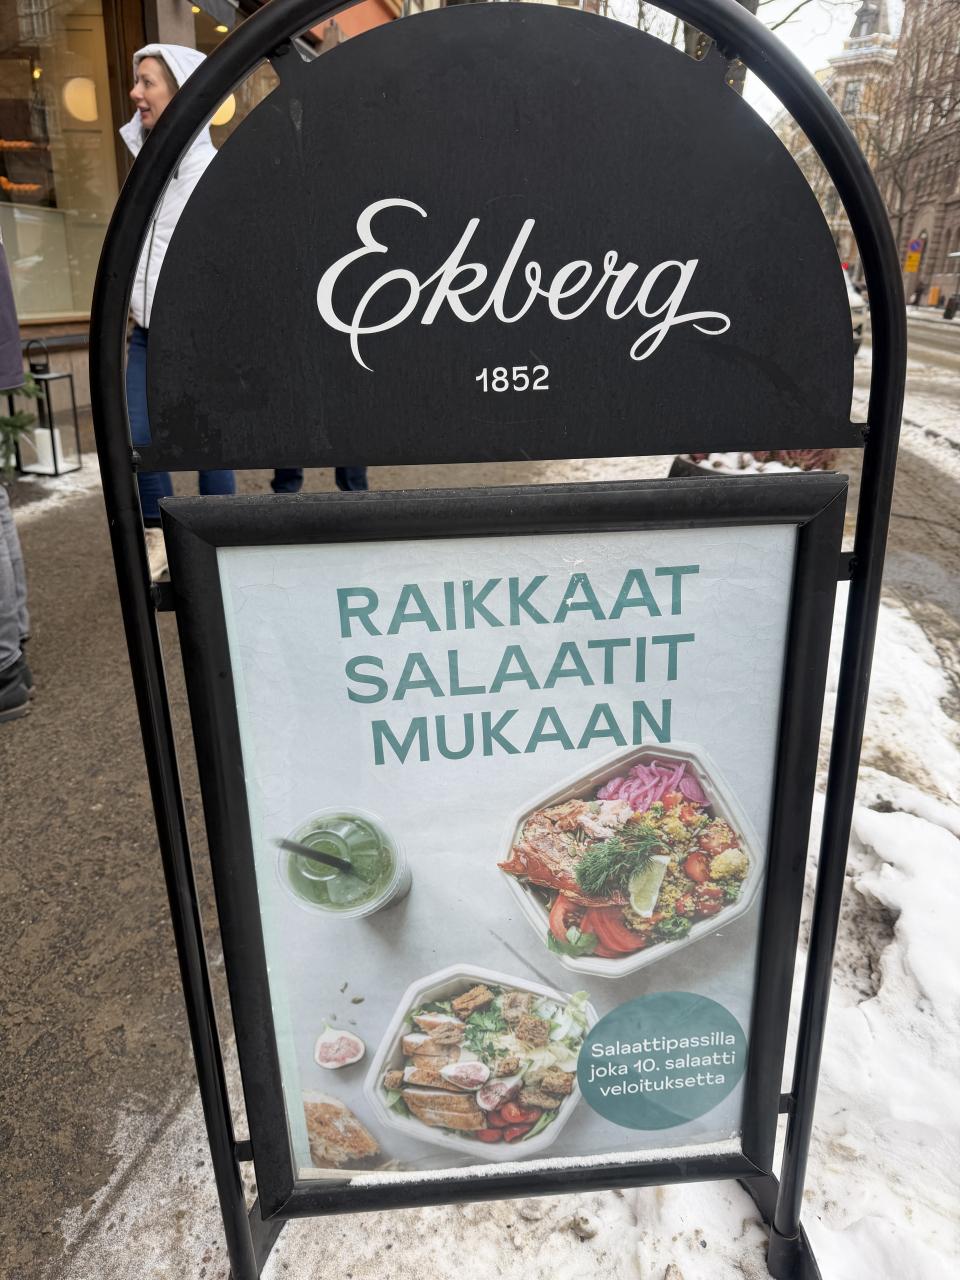 Ekberg
1852
RAIKKAAT
SALAATIT
MUKAAN
Salaattipassilla
joka 10. salaatti
veloituksetta